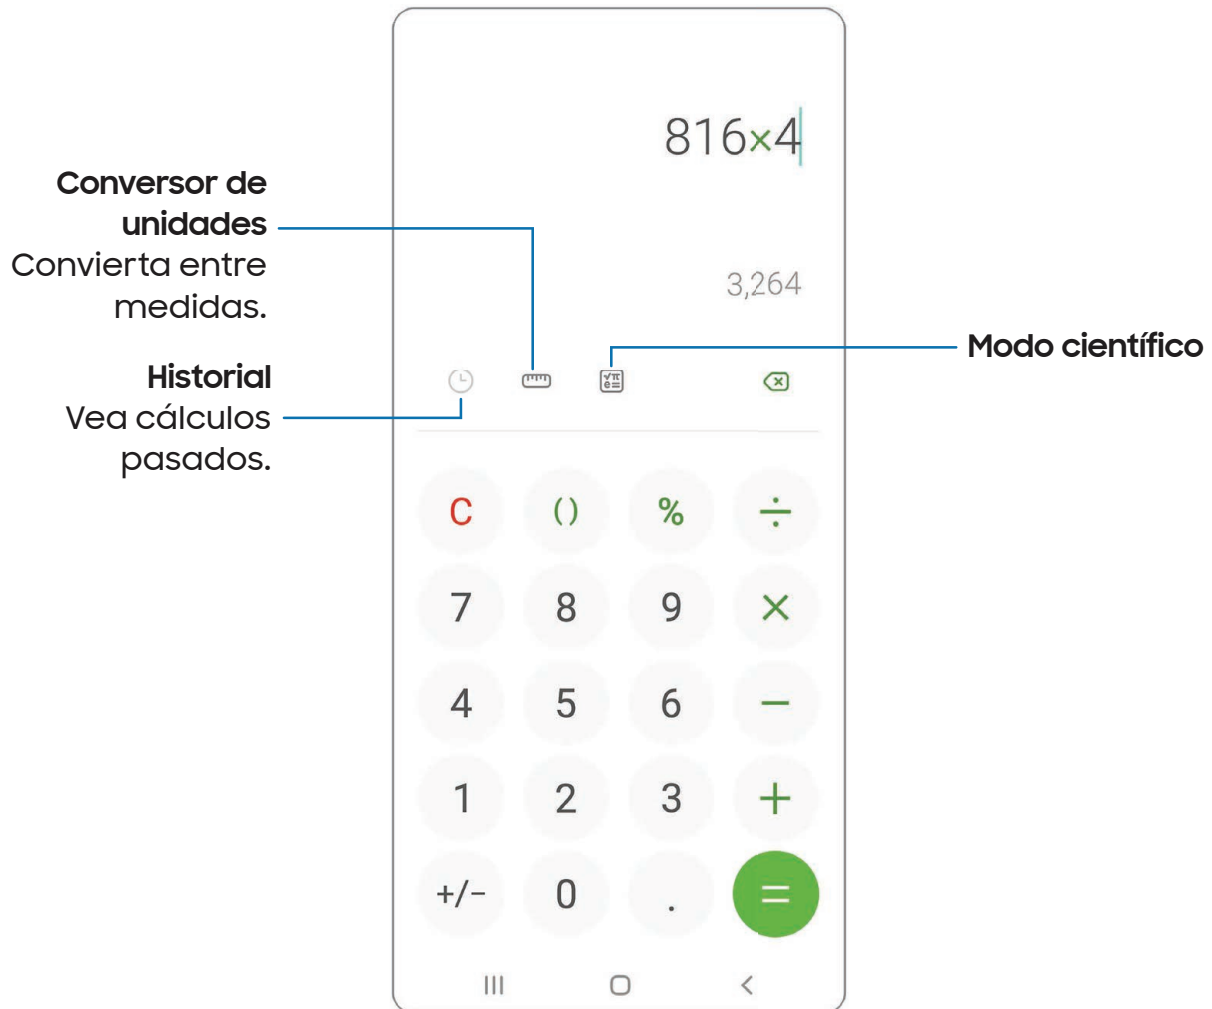 816×4
Conversor de
unidades
Convierta entre
medidas.
3,264
Modo científico
Historial
Vea cálculos
pasados.
√π
e=
C () % ÷
7 8 9 ×
4 5 6 −
1 2 3 +
+/− 0 . =